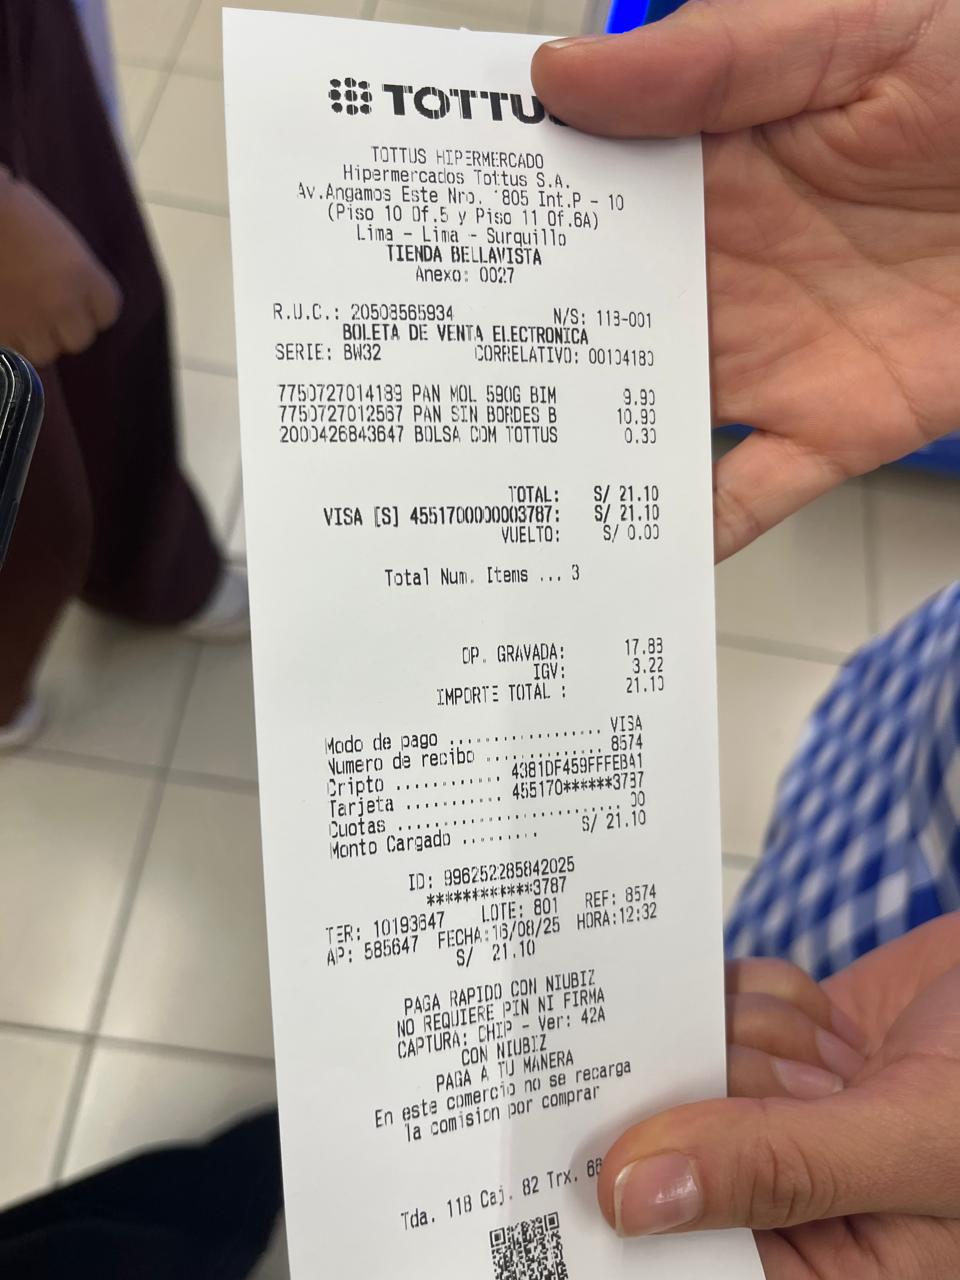 TOTTUS
TOTTUS HIPERMERCADO
Hipermercados Tottus S.A.
Av.Angamos Este Nro. 1805 Int.P - 10
(Piso 10 Of.5 y Piso 11 Of.6A)
Lima - Lima - Surquillo
TIENDA BELLAVISTA
Anexo: 0027
R.U.C.: 20508565934 N/S: 118-001
BOLETA DE VENTA ELECTRONICA
SERIE: BW32 CORRELATIVO: 00104180
7750727014189 PAN MOL 590G BIM 9.90
7750727012567 PAN SIN BORDES B 10.90
2000426843647 BOLSA COM TOTTUS 0.30
TOTAL: S/ 21.10
VISA [S] 4551700000003787: S/ 21.10
VUELTO: S/ 0.00
Total Num. Items ... 3
OP. GRAVADA: 17.88
IGV: 3.22
IMPORTE TOTAL : 21.10
Modo de pago .................. VISA
Numero de recibo ............ 8574
Cripto .......... 4381DF459FFFEBA1
Tarjeta ......... 455170******3787
Cuotas ...................... 00
Monto Cargado ......... S/ 21.10
ID: 996252285842025
************3787
TER: 10193647 LOTE: 801 REF: 8574
AP: 585647 FECHA:16/08/25 HORA:12:32
S/ 21.10
PAGA RAPIDO CON NIUBIZ
NO REQUIERE PIN NI FIRMA
CAPTURA: CHIP - Ver: 42A
CON NIUBIZ
PAGA A TU MANERA
En este comercio no se recarga
la comision por comprar
Tda. 118 Caj. 82 Trx.